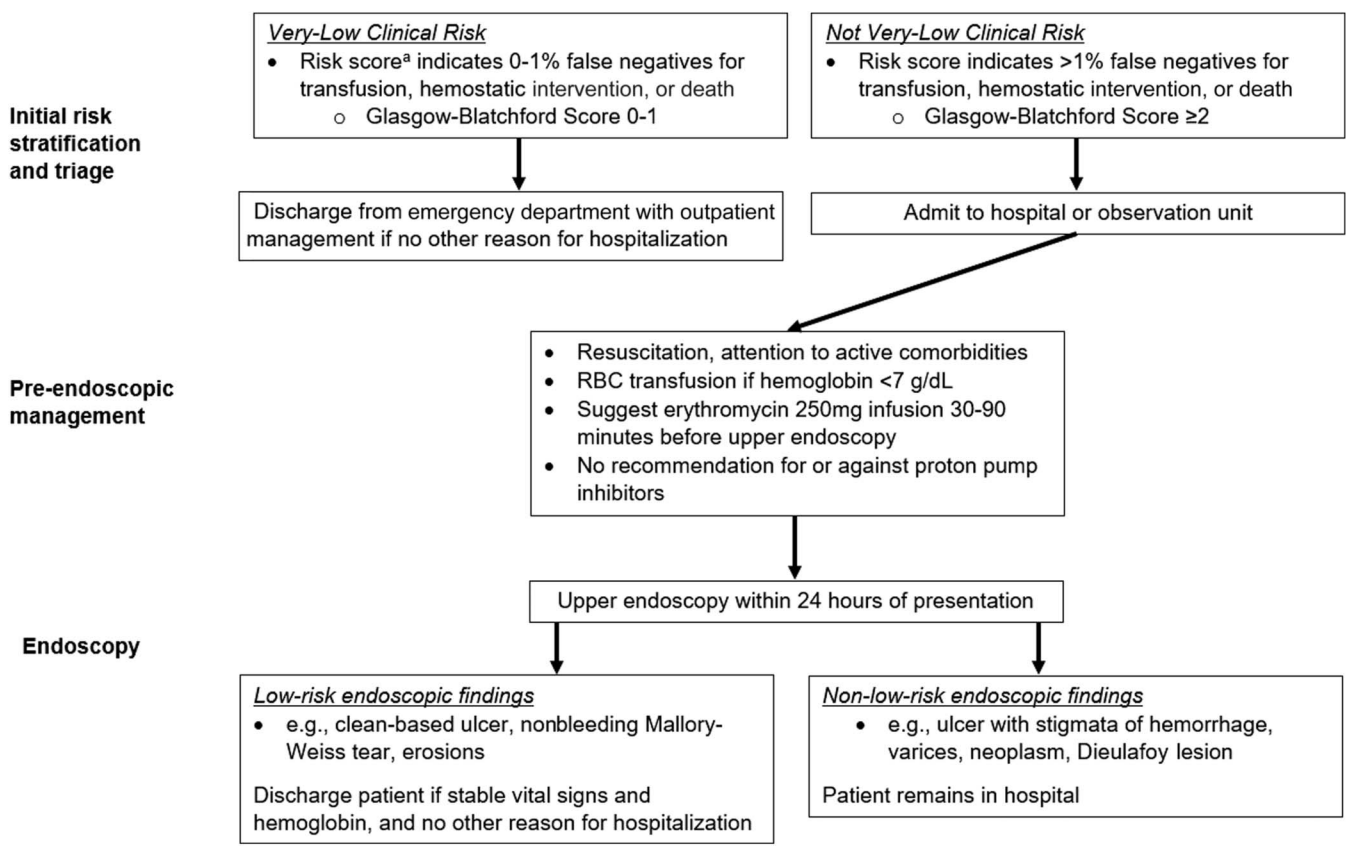 Initial risk
stratification
and triage
Very-Low Clinical Risk
• Risk scoreᵃ indicates 0-1% false negatives for
transfusion, hemostatic intervention, or death
o Glasgow-Blatchford Score 0-1
Not Very-Low Clinical Risk
• Risk score indicates >1% false negatives for
transfusion, hemostatic intervention, or death
o Glasgow-Blatchford Score ≥2
Discharge from emergency department with outpatient
management if no other reason for hospitalization
Admit to hospital or observation unit
Pre-endoscopic
management
• Resuscitation, attention to active comorbidities
• RBC transfusion if hemoglobin <7 g/dL
• Suggest erythromycin 250mg infusion 30-90
minutes before upper endoscopy
• No recommendation for or against proton pump
inhibitors
Endoscopy
Upper endoscopy within 24 hours of presentation
Low-risk endoscopic findings
• e.g., clean-based ulcer, nonbleeding Mallory-
Weiss tear, erosions
Discharge patient if stable vital signs and
hemoglobin, and no other reason for hospitalization
Non-low-risk endoscopic findings
• e.g., ulcer with stigmata of hemorrhage,
varices, neoplasm, Dieulafoy lesion
Patient remains in hospital